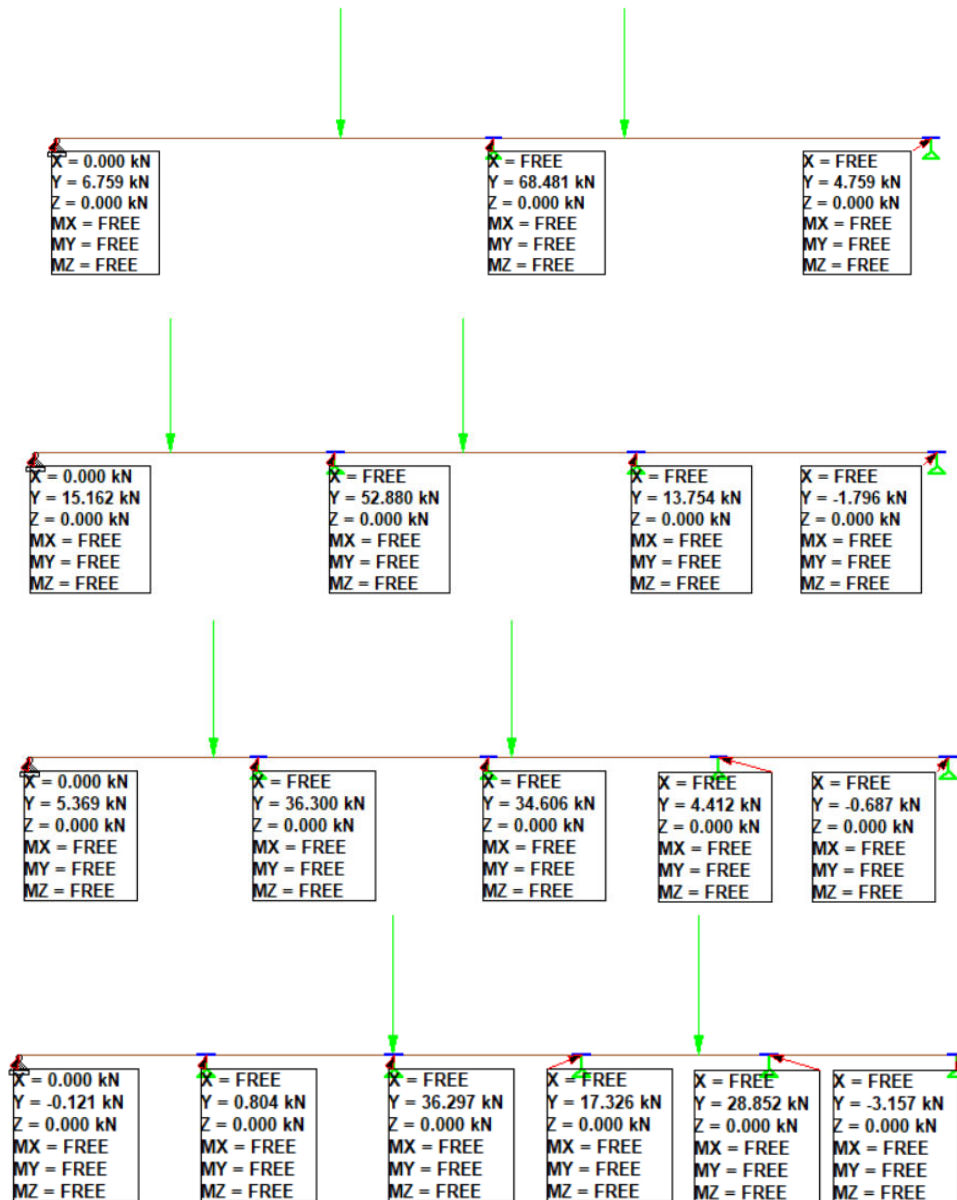 X = 0.000 kN
Y = 6.759 kN
Z = 0.000 kN
MX = FREE
MY = FREE
MZ = FREE
X = FREE
Y = 68.481 kN
Z = 0.000 kN
MX = FREE
MY = FREE
MZ = FREE
X = FREE
Y = 4.759 kN
Z = 0.000 kN
MX = FREE
MY = FREE
MZ = FREE
X = 0.000 kN
Y = 15.162 kN
Z = 0.000 kN
MX = FREE
MY = FREE
MZ = FREE
X = FREE
Y = 52.880 kN
Z = 0.000 kN
MX = FREE
MY = FREE
MZ = FREE
X = FREE
Y = 13.754 kN
Z = 0.000 kN
MX = FREE
MY = FREE
MZ = FREE
X = FREE
Y = -1.796 kN
Z = 0.000 kN
MX = FREE
MY = FREE
MZ = FREE
X = 0.000 kN
Y = 5.369 kN
Z = 0.000 kN
MX = FREE
MY = FREE
MZ = FREE
X = FREE
Y = 36.300 kN
Z = 0.000 kN
MX = FREE
MY = FREE
MZ = FREE
X = FREE
Y = 34.606 kN
Z = 0.000 kN
MX = FREE
MY = FREE
MZ = FREE
X = FREE
Y = 4.412 kN
Z = 0.000 kN
MX = FREE
MY = FREE
MZ = FREE
X = FREE
Y = -0.687 kN
Z = 0.000 kN
MX = FREE
MY = FREE
MZ = FREE
X = 0.000 kN
Y = -0.121 kN
Z = 0.000 kN
MX = FREE
MY = FREE
MZ = FREE
X = FREE
Y = 0.804 kN
Z = 0.000 kN
MX = FREE
MY = FREE
MZ = FREE
X = FREE
Y = 36.297 kN
Z = 0.000 kN
MX = FREE
MY = FREE
MZ = FREE
X = FREE
Y = 17.326 kN
Z = 0.000 kN
MX = FREE
MY = FREE
MZ = FREE
X = FREE
Y = 28.852 kN
Z = 0.000 kN
MX = FREE
MY = FREE
MZ = FREE
X = FREE
Y = -3.157 kN
Z = 0.000 kN
MX = FREE
MY = FREE
MZ = FREE